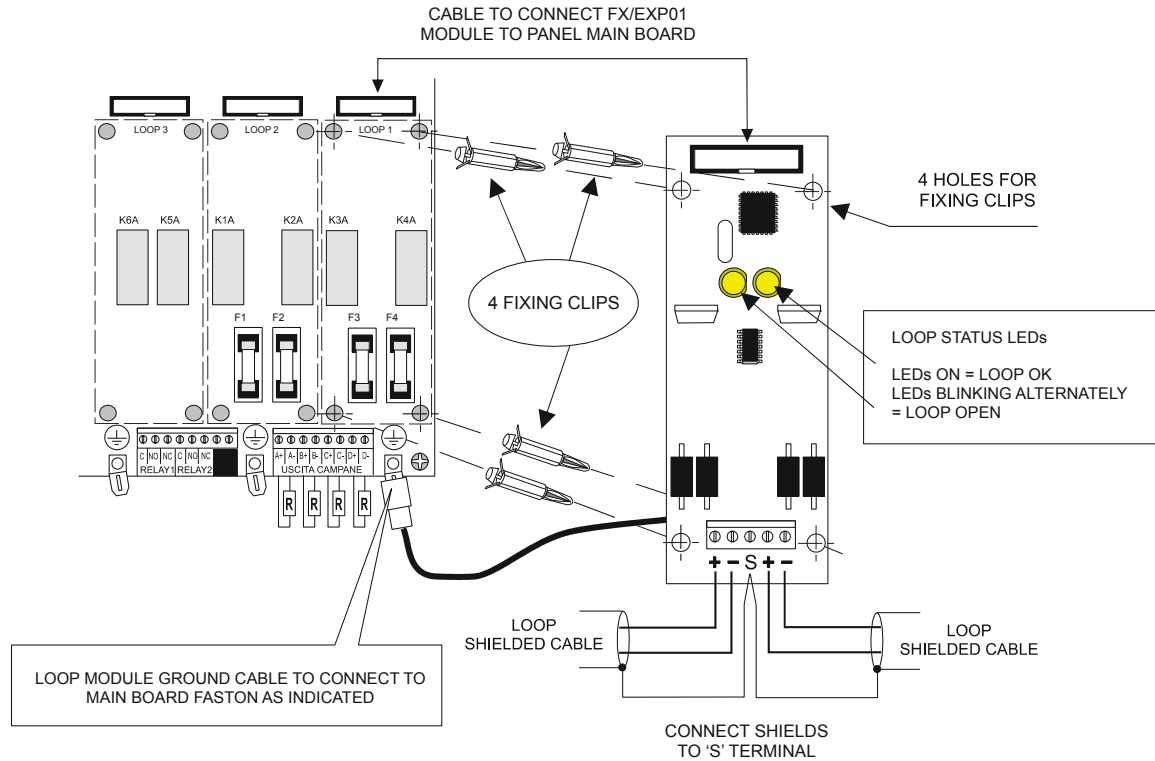 CABLE TO CONNECT FX/EXP01
MODULE TO PANEL MAIN BOARD
LOOP 3
LOOP 2
LOOP 1
K6A
K5A
K1A
K2A
K3A
K4A
F1
F2
F3
F4
4 FIXING CLIPS
4 HOLES FOR
FIXING CLIPS
LOOP STATUS LEDs
LEDs ON = LOOP OK
LEDs BLINKING ALTERNATELY
= LOOP OPEN
C NO NC C NO NC
RELAY1 RELAY2
A+ A- B+ B- C+ C- D+ D-
USCITA CAMPANE
R R R R
+ - S + -
LOOP
SHIELDED CABLE
LOOP
SHIELDED CABLE
LOOP MODULE GROUND CABLE TO CONNECT TO
MAIN BOARD FASTON AS INDICATED
CONNECT SHIELDS
TO ‘S’ TERMINAL